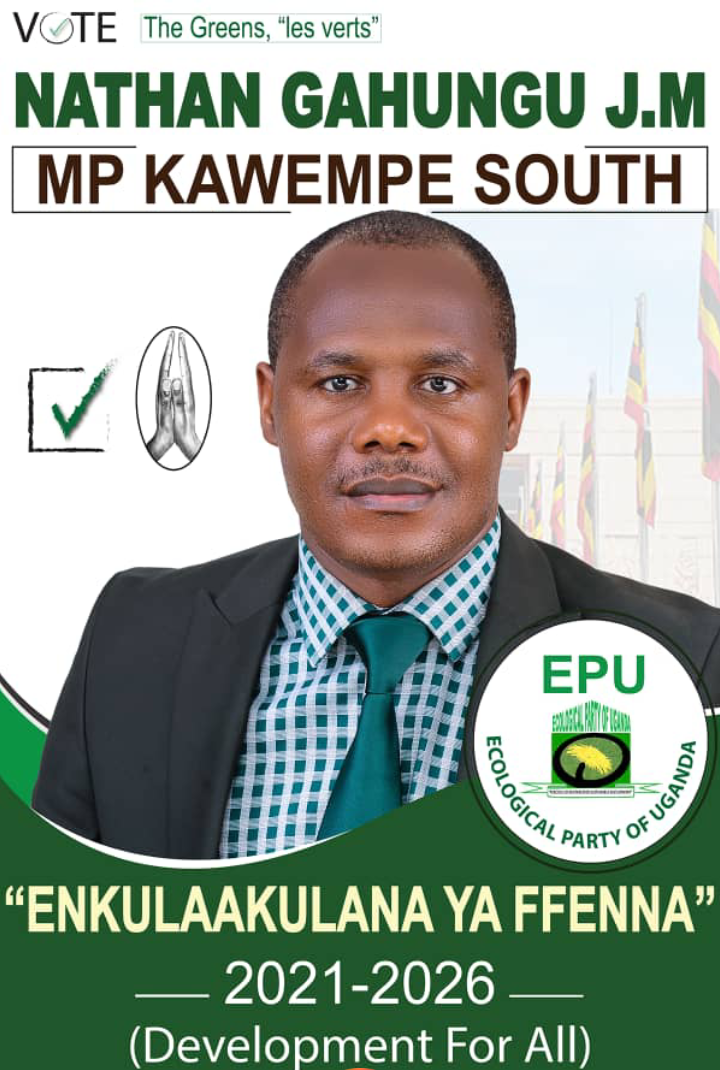 VOTE
The Greens, “les verts”
NATHAN GAHUNGU J.M
MP KAWEMPE SOUTH
EPU
ECOLOGICAL PARTY OF UGANDA
ECOLOGICAL PARTY OF UGANDA
“ENKULAAKULANA YA FFENNA”
2021-2026
(Development For All)